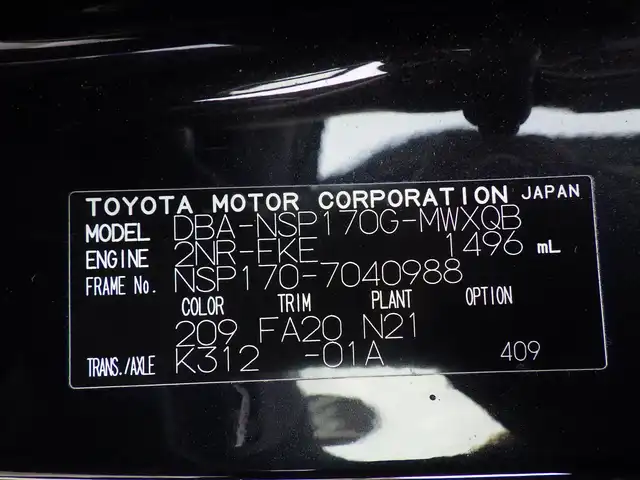 TOYOTA MOTOR CORPORATION JAPAN
MODEL DBA-NSP170G-MWXQB
ENGINE 2NR-FKE 1496 mL
FRAME No. NSP170-7040988
COLOR TRIM PLANT OPTION
209 FA20 N21
TRANS./AXLE K312 -01A 409